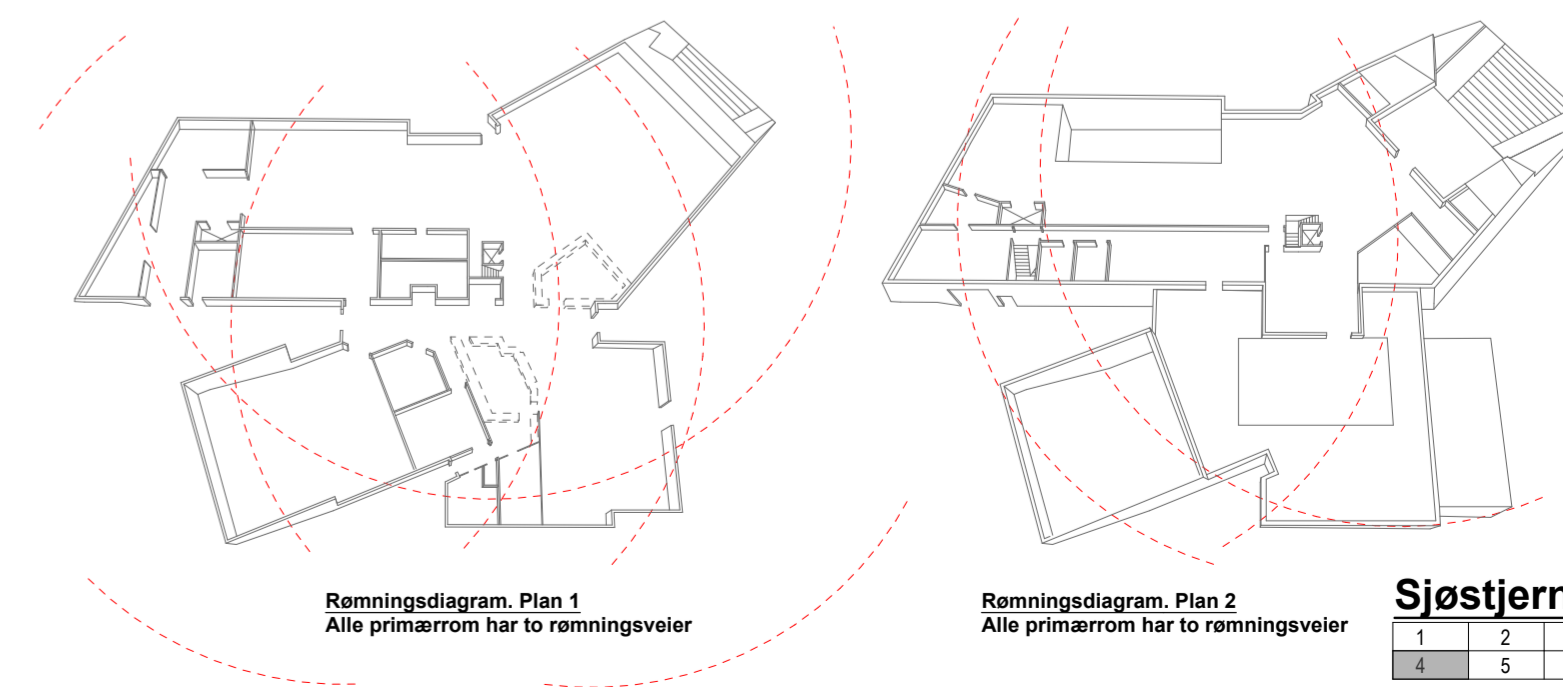 Rømningsdiagram. Plan 1
Alle primærrom har to rømningsveier
Rømningsdiagram. Plan 2
Alle primærrom har to rømningsveier
Sjøstjern
1 2
4 5